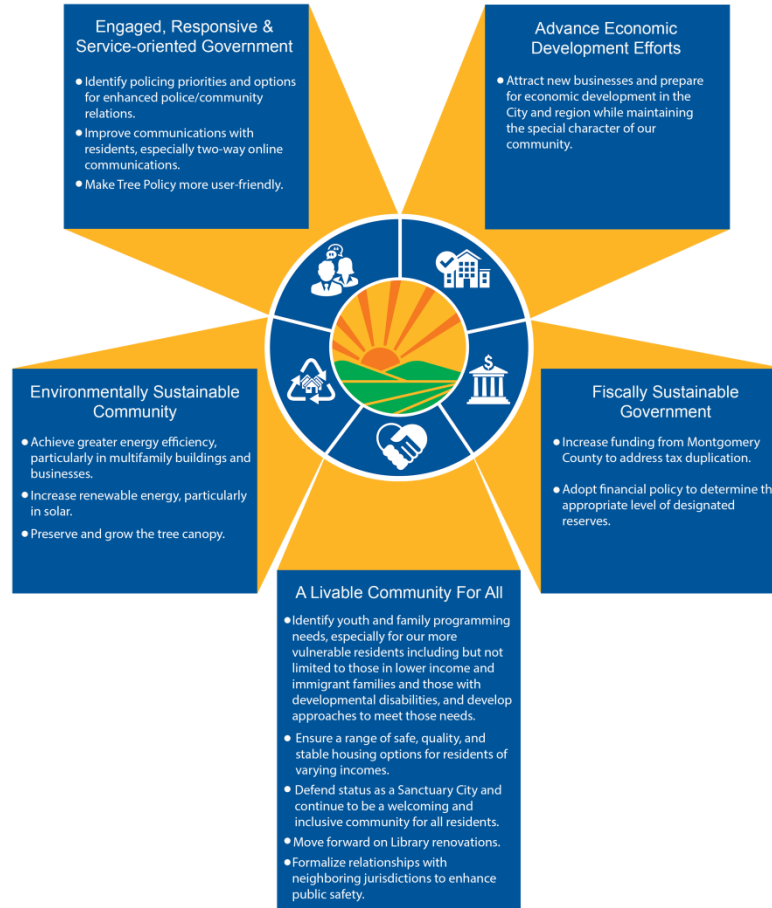 Engaged, Responsive &
Service-oriented Government
• Identify policing priorities and options
for enhanced police/community
relations.
• Improve communications with
residents, especially two-way online
communications.
• Make Tree Policy more user-friendly.
Advance Economic
Development Efforts
• Attract new businesses and prepare
for economic development in the
City and region while maintaining
the special character of our
community.
$
Environmentally Sustainable
Community
• Achieve greater energy efficiency,
particularly in multifamily buildings and
businesses.
• Increase renewable energy, particularly
in solar.
• Preserve and grow the tree canopy.
Fiscally Sustainable
Government
• Increase funding from Montgomery
County to address tax duplication.
• Adopt financial policy to determine th
appropriate level of designated
reserves.
A Livable Community For All
• Identify youth and family programming
needs, especially for our more
vulnerable residents including but not
limited to those in lower income and
immigrant families and those with
developmental disabilities, and develop
approaches to meet those needs.
• Ensure a range of safe, quality, and
stable housing options for residents of
varying incomes.
• Defend status as a Sanctuary City and
continue to be a welcoming and
inclusive community for all residents.
• Move forward on Library renovations.
• Formalize relationships with
neighboring jurisdictions to enhance
public safety.